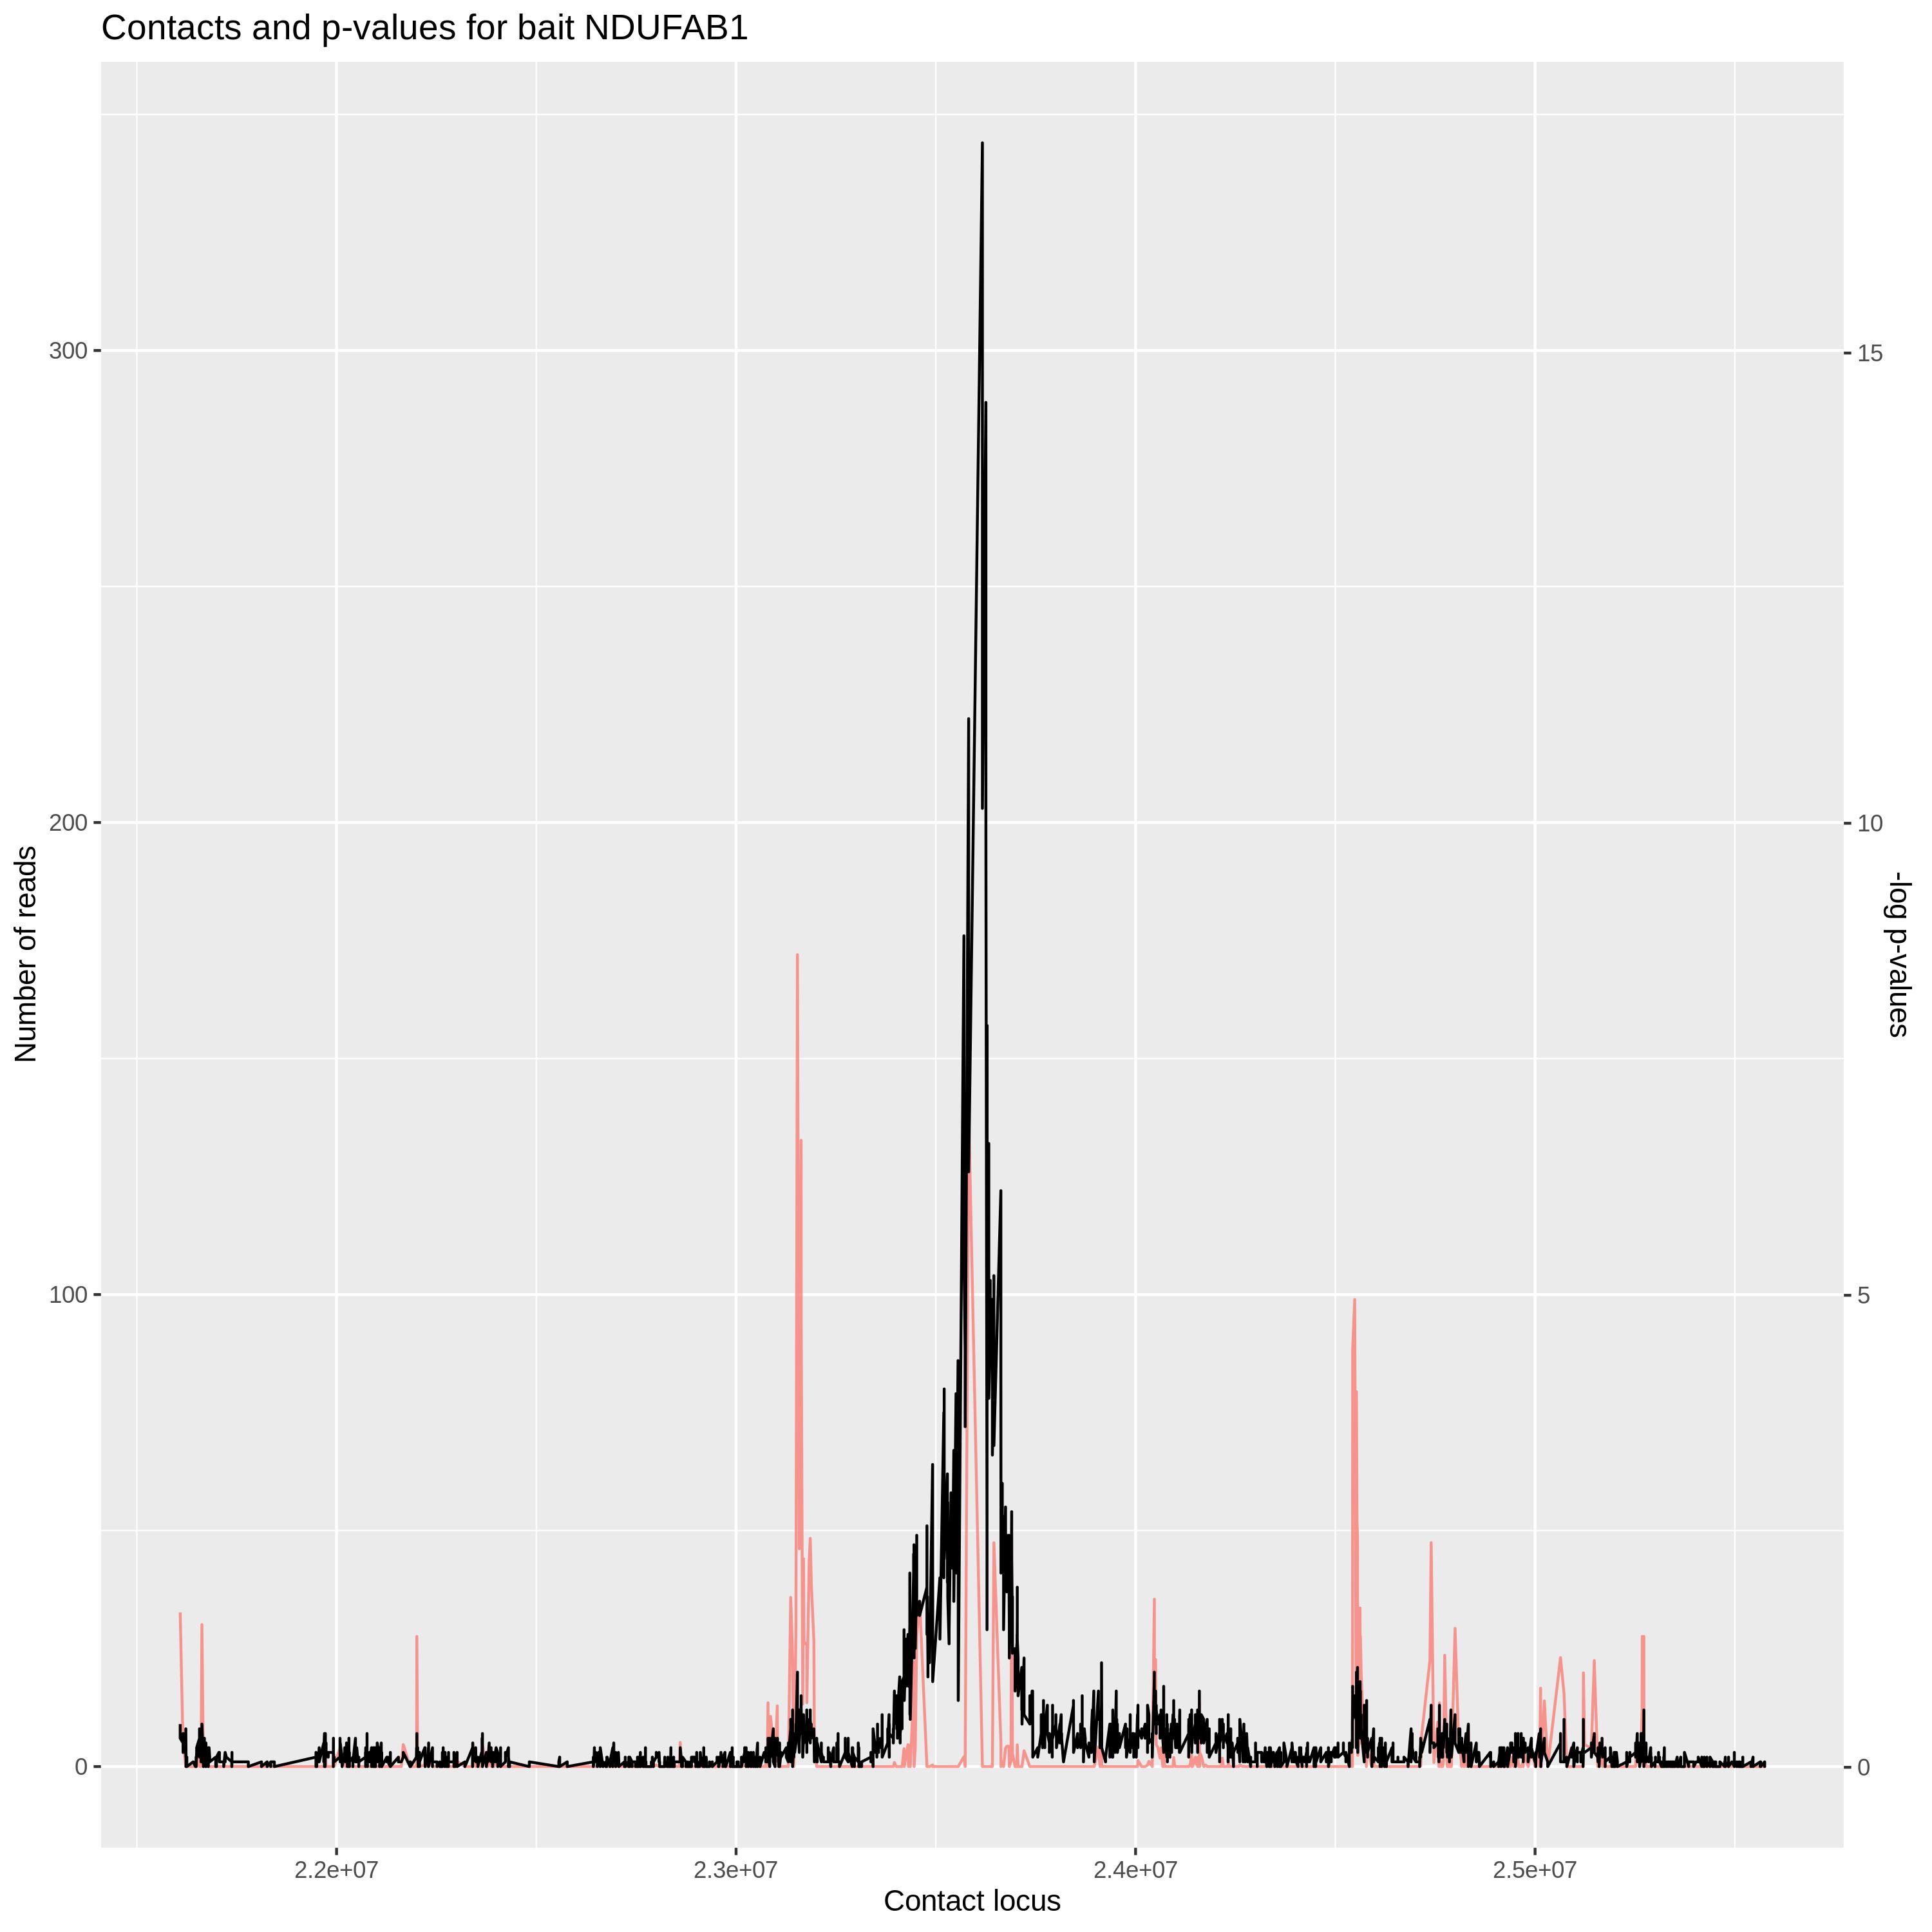 Contacts and p-values for bait NDUFAB1
300
200
100
0
15
10
5
0
Number of reads
-log p-values
2.2e+07
2.3e+07
2.4e+07
2.5e+07
Contact locus